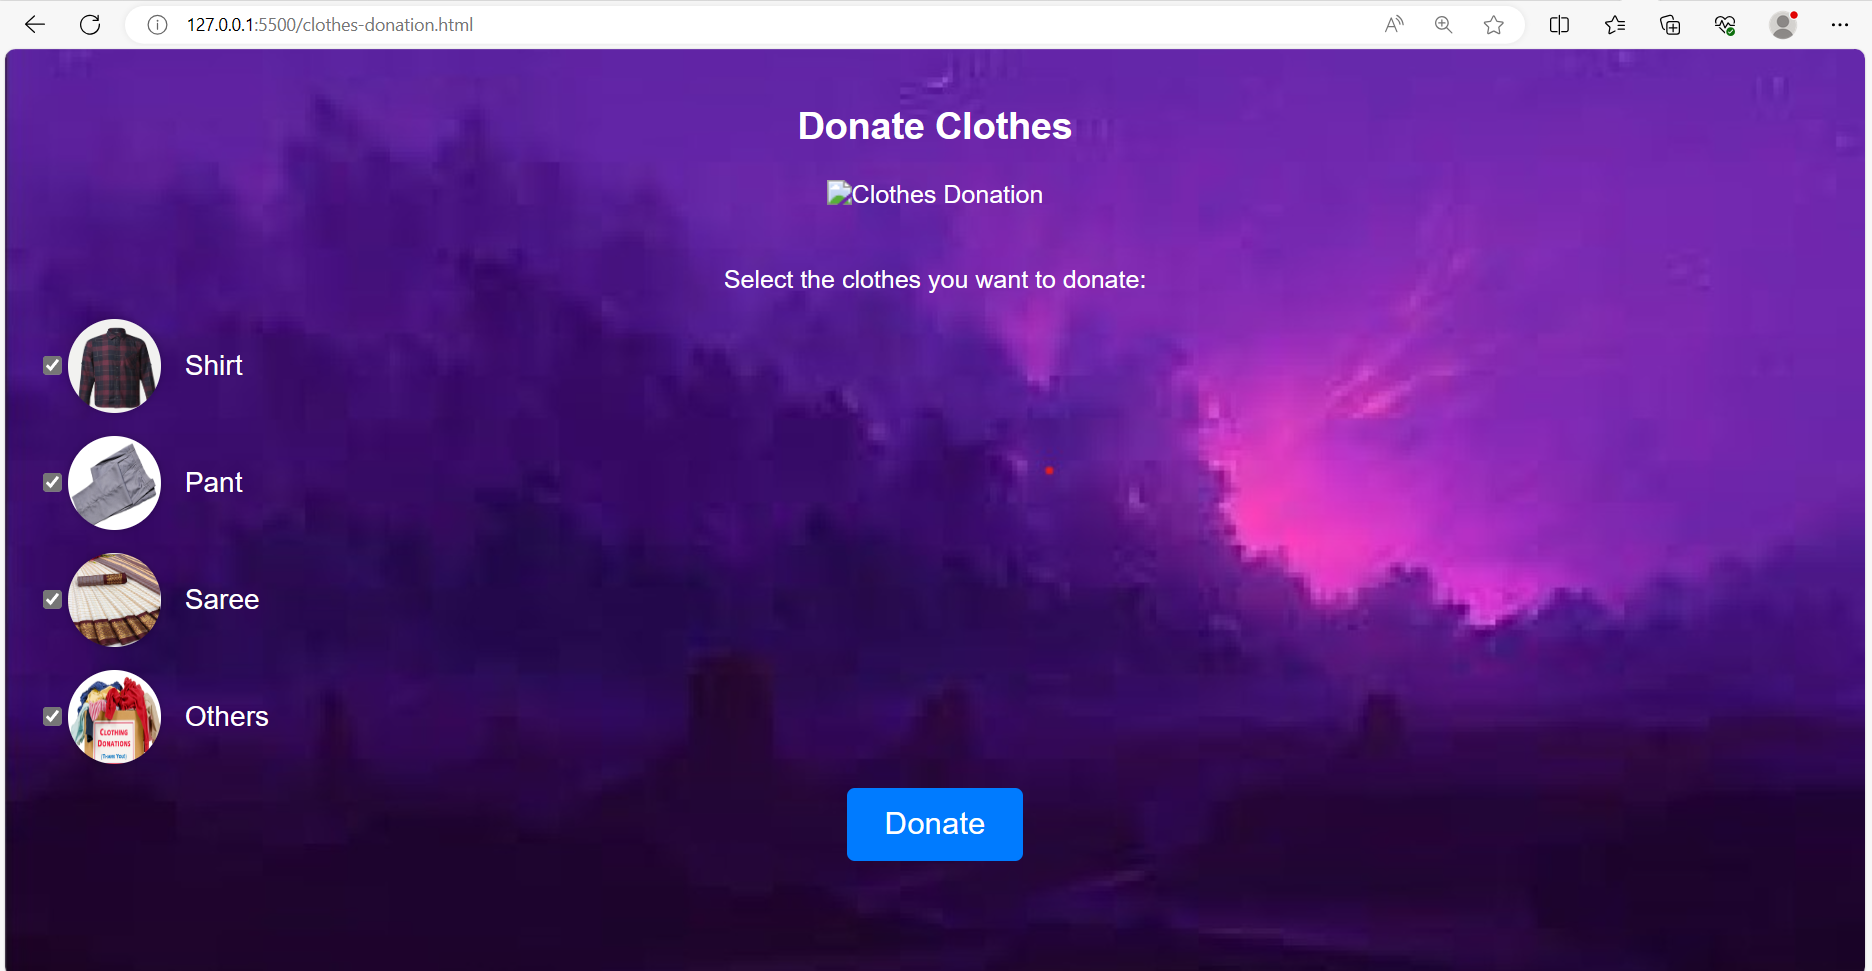 127.0.0.1:5500/clothes-donation.html
Donate Clothes
Clothes Donation
Select the clothes you want to donate:
Shirt
Pant
Saree
CLOTHING
DONATIONS
(THANK YOU!)
Others
Donate